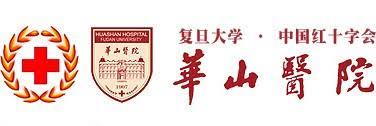 HUASHAN HOSPITAL
FUDAN UNIVERSITY
華山醫院
1907
复旦大学 · 中国红十字会
華山醫院